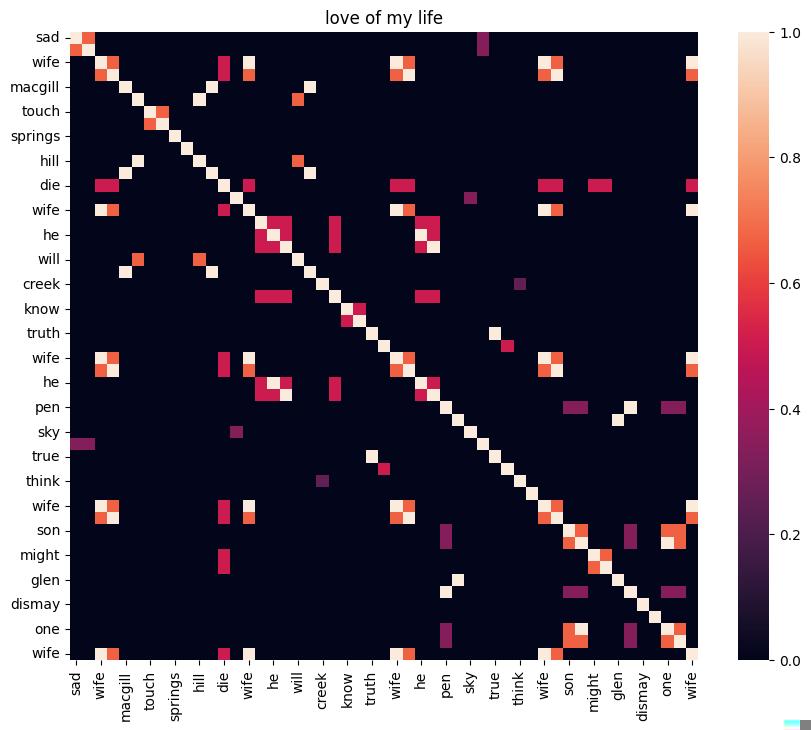 love of my life
sad
wife
macgill
touch
springs
hill
die
wife
he
will
creek
know
truth
wife
he
pen
sky
true
think
wife
son
might
glen
dismay
one
wife
sad
wife
macgill
touch
springs
hill
die
wife
he
will
creek
know
truth
wife
he
pen
sky
true
think
wife
son
might
glen
dismay
one
wife
1.0
0.8
0.6
0.4
0.2
0.0